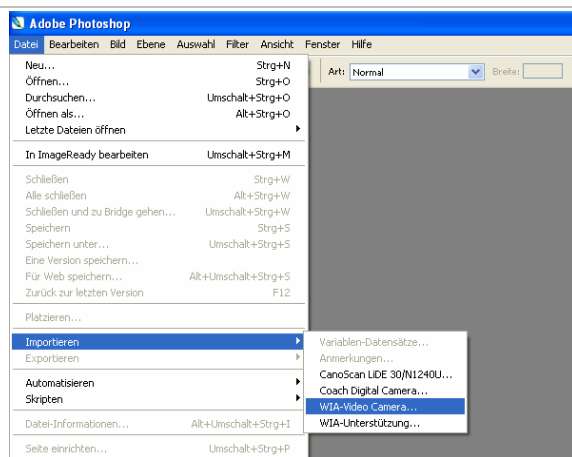 Adobe Photoshop
Datei Bearbeiten Bild Ebene Auswahl Filter Ansicht Fenster Hilfe
Art: Normal Breite:
Neu... Strg+N
Öffnen... Strg+O
Durchsuchen... Umschalt+Strg+O
Öffnen als... Alt+Strg+O
Letzte Dateien öffnen
In ImageReady bearbeiten Umschalt+Strg+M
Schließen Strg+W
Alle schließen Alt+Strg+W
Schließen und zu Bridge gehen... Umschalt+Strg+W
Speichern Strg+S
Speichern unter... Umschalt+Strg+S
Eine Version speichern...
Für Web speichern... Alt+Umschalt+Strg+S
Zurück zur letzten Version F12
Platzieren...
Importieren
Exportieren
Automatisieren
Skripten
Datei-Informationen... Alt+Umschalt+Strg+I
Seite einrichten... Umschalt+Strg+P
Variablen-Datensätze...
Anmerkungen...
CanoScan LiDE 30/N1240U...
Coach Digital Camera...
WIA-Video Camera...
WIA-Unterstützung...